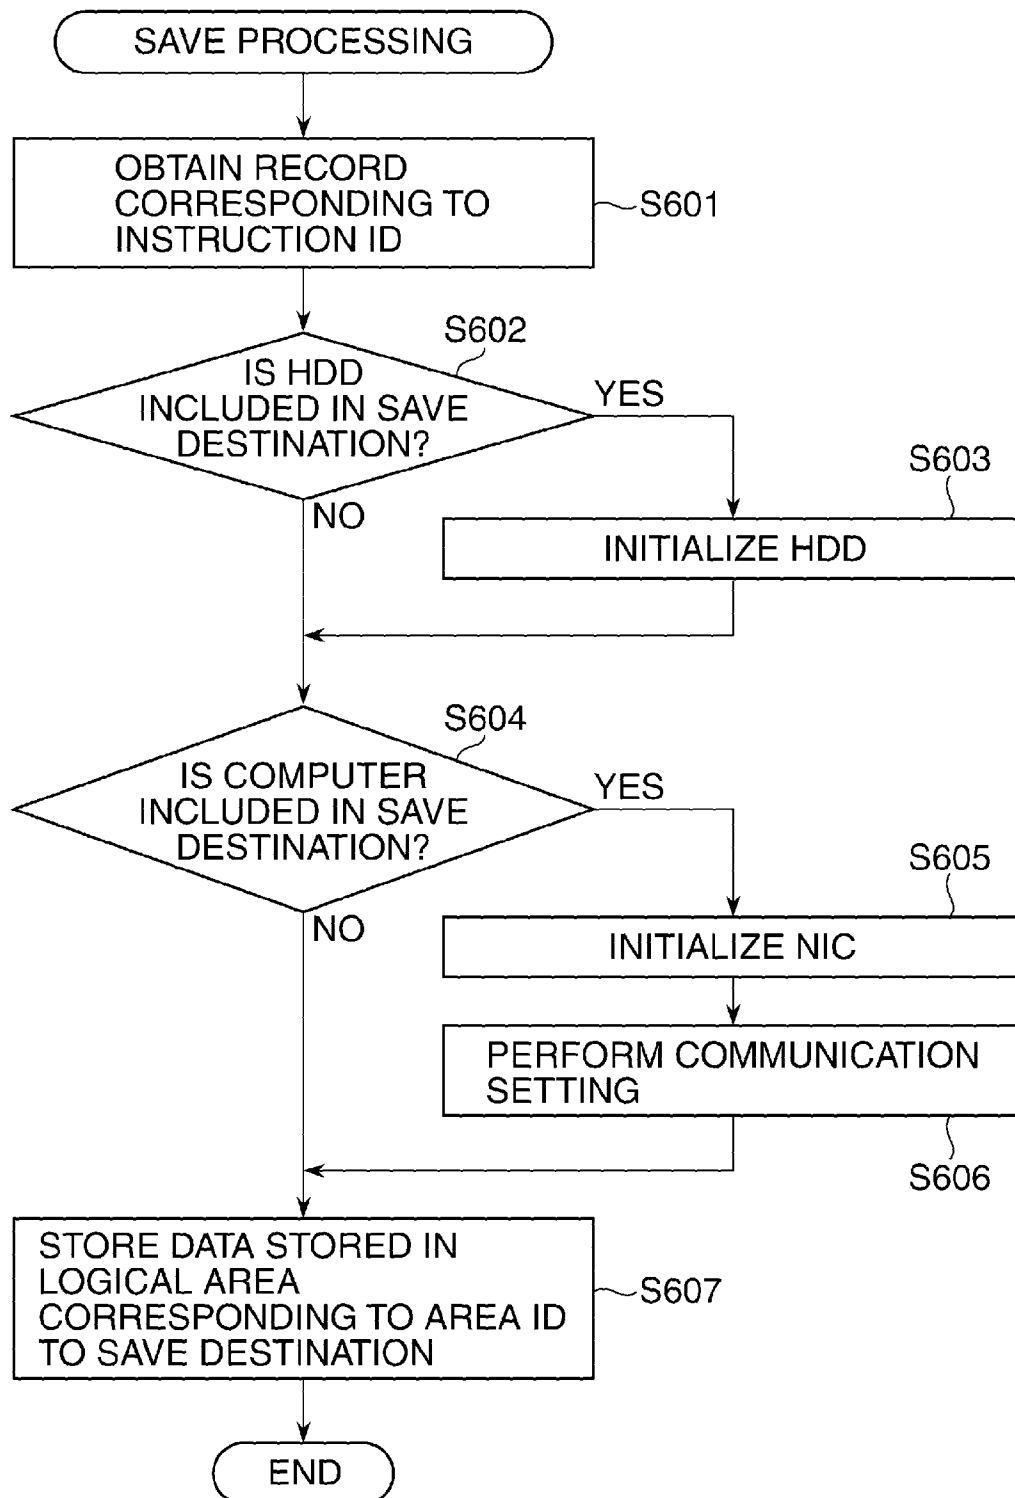 SAVE PROCESSING
OBTAIN RECORD
CORRESPONDING TO
INSTRUCTION ID
S601
S602
IS HDD
INCLUDED IN SAVE
DESTINATION?
YES
NO
S603
INITIALIZE HDD
S604
IS COMPUTER
INCLUDED IN SAVE
DESTINATION?
YES
NO
S605
INITIALIZE NIC
PERFORM COMMUNICATION
SETTING
S606
STORE DATA STORED IN
LOGICAL AREA
CORRESPONDING TO AREA ID
TO SAVE DESTINATION
S607
END